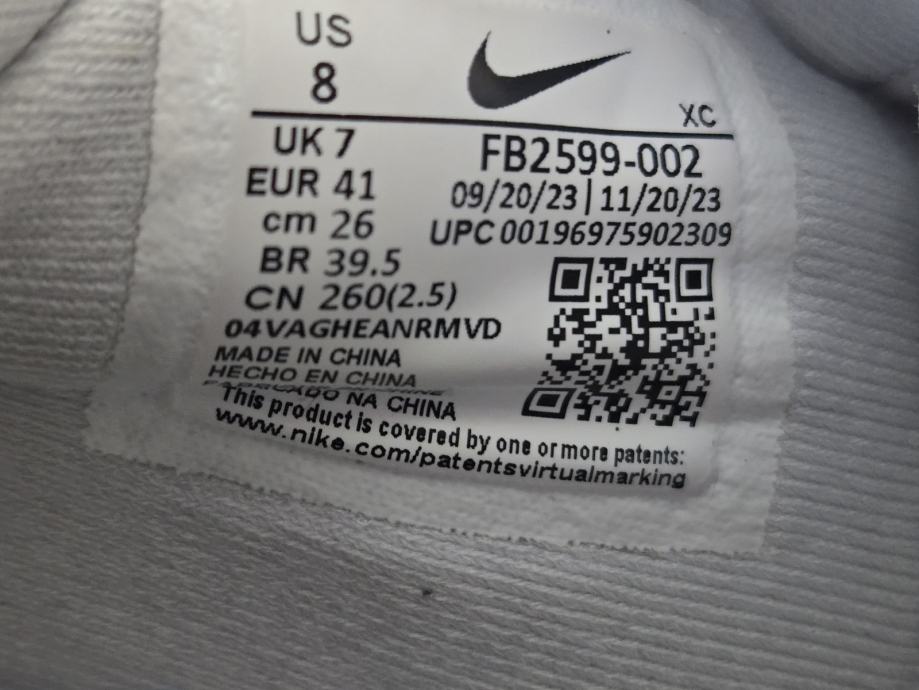 US
8
XC
UK 7
EUR 41
cm 26
BR 39.5
CN 260(2.5)
FB2599-002
09/20/23 | 11/20/23
UPC 00196975902309
04VAGHEANRMVD
MADE IN CHINA
HECHO EN CHINA
FABRICADO NA CHINA
This product is covered by one or more patents:
www.nike.com/patentsvirtualmarking